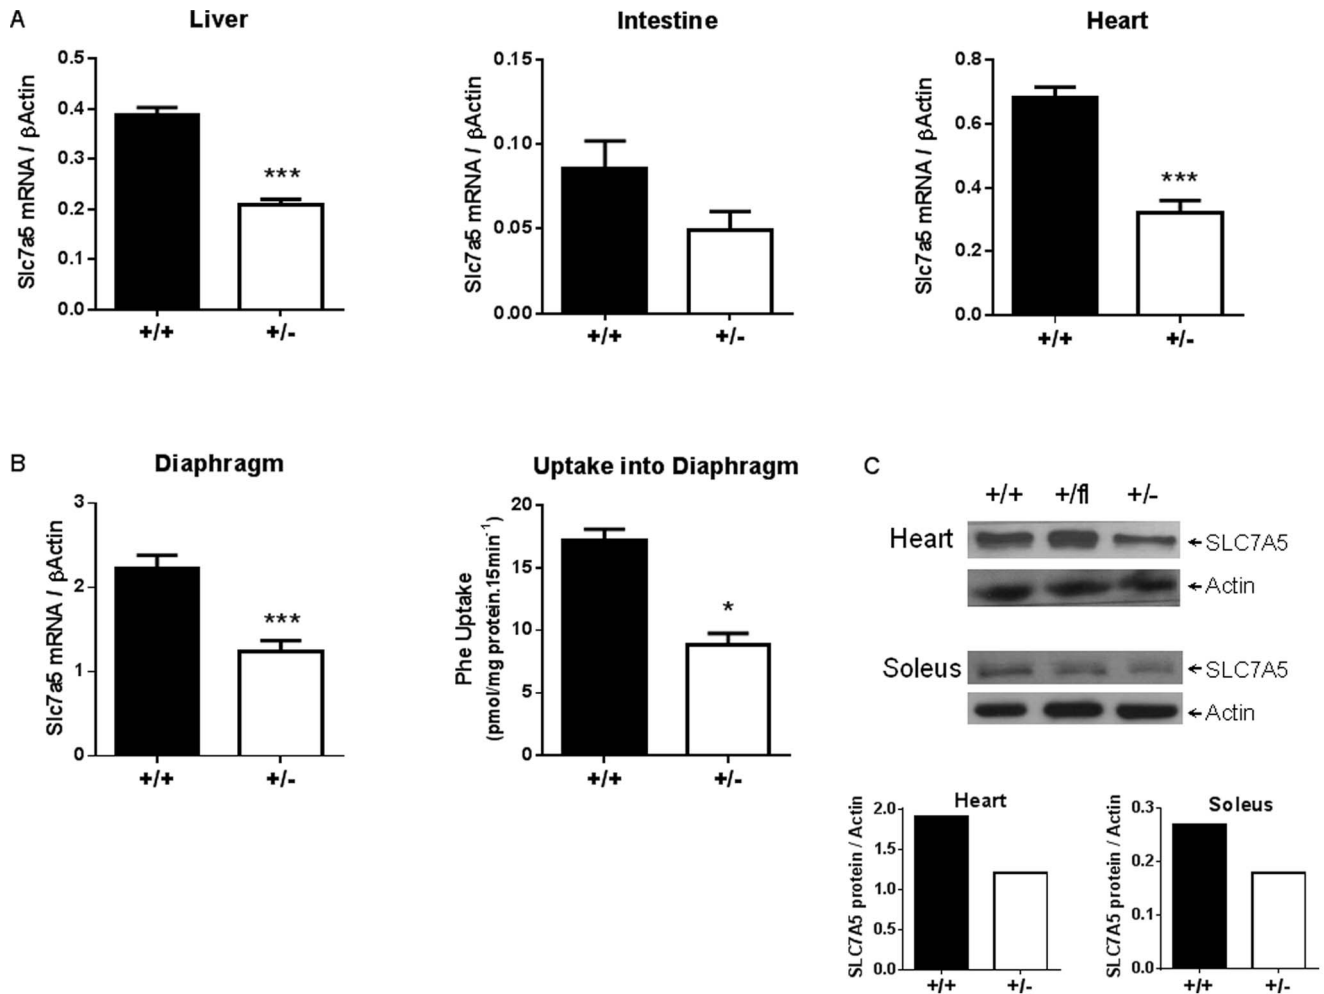 A
Liver
Slc7a5 mRNA / βActin
0.5
0.4
0.3
0.2
0.1
0.0
***
+/+
+/-
Intestine
Slc7a5 mRNA / βActin
0.15
0.10
0.05
0.00
+/+
+/-
Heart
Slc7a5 mRNA / βActin
0.8
0.6
0.4
0.2
0.0
***
+/+
+/-
B
Diaphragm
Slc7a5 mRNA / βActin
3
2
1
0
***
+/+
+/-
Uptake into Diaphragm
Phe Uptake
(pmol/mg protein.15min⁻¹)
20
15
10
5
0
*
+/+
+/-
C
+/+ +/fl +/-
Heart
←SLC7A5
←Actin
Soleus
←SLC7A5
←Actin
Heart
SLC7A5 protein / Actin
2.0
1.5
1.0
0.5
0.0
+/+
+/-
Soleus
SLC7A5 protein / Actin
0.3
0.2
0.1
0.0
+/+
+/-